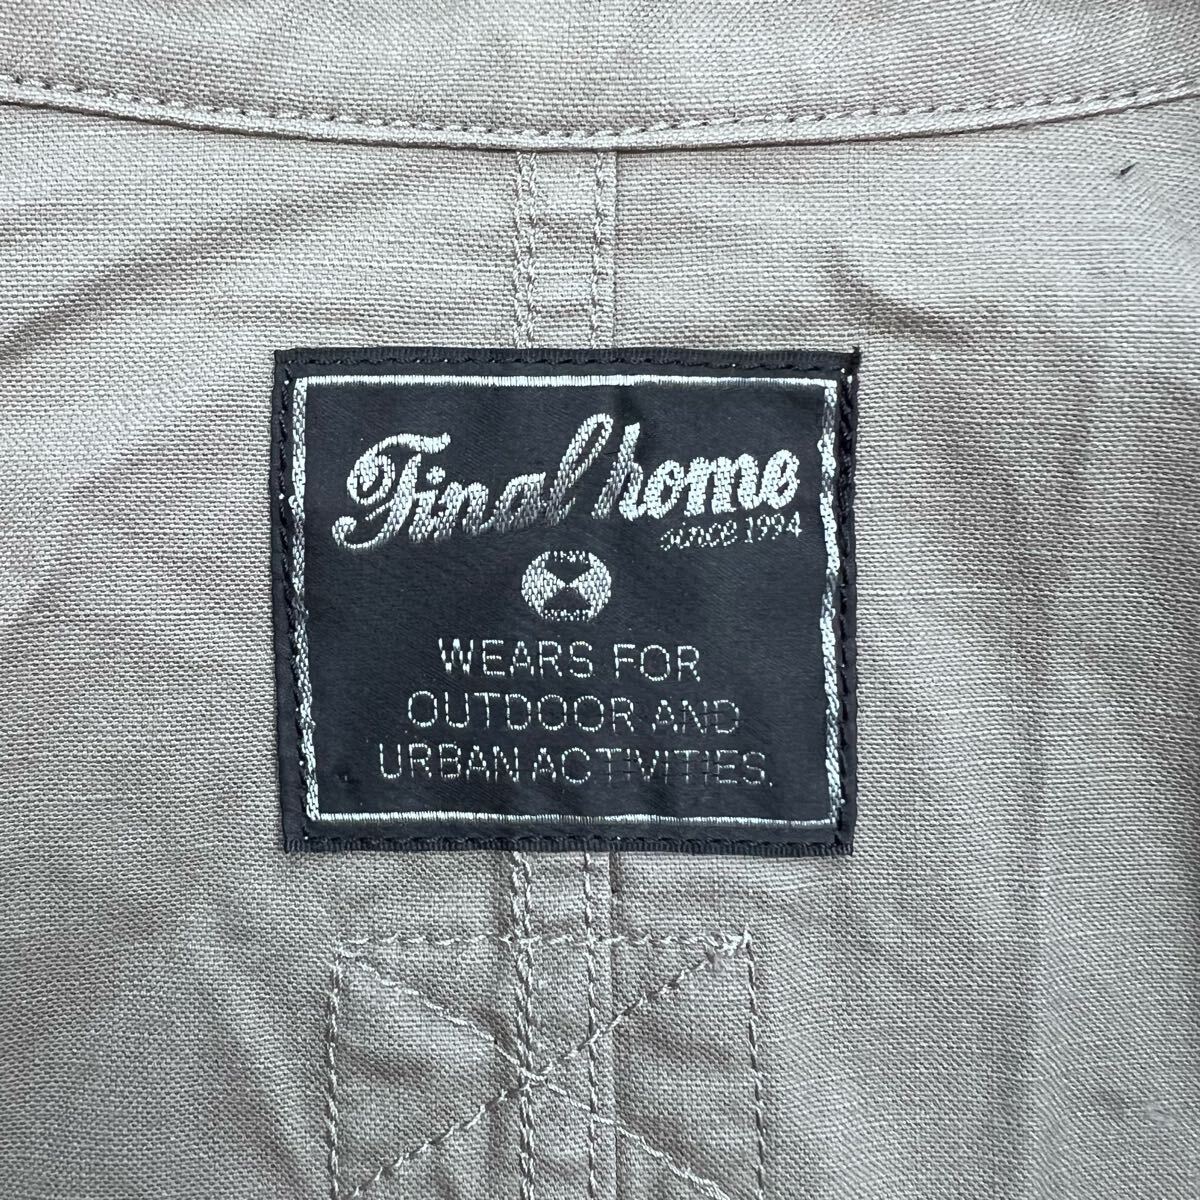 Final home
since 1994
WEARS FOR
OUTDOOR AND
URBAN ACTIVITIES.